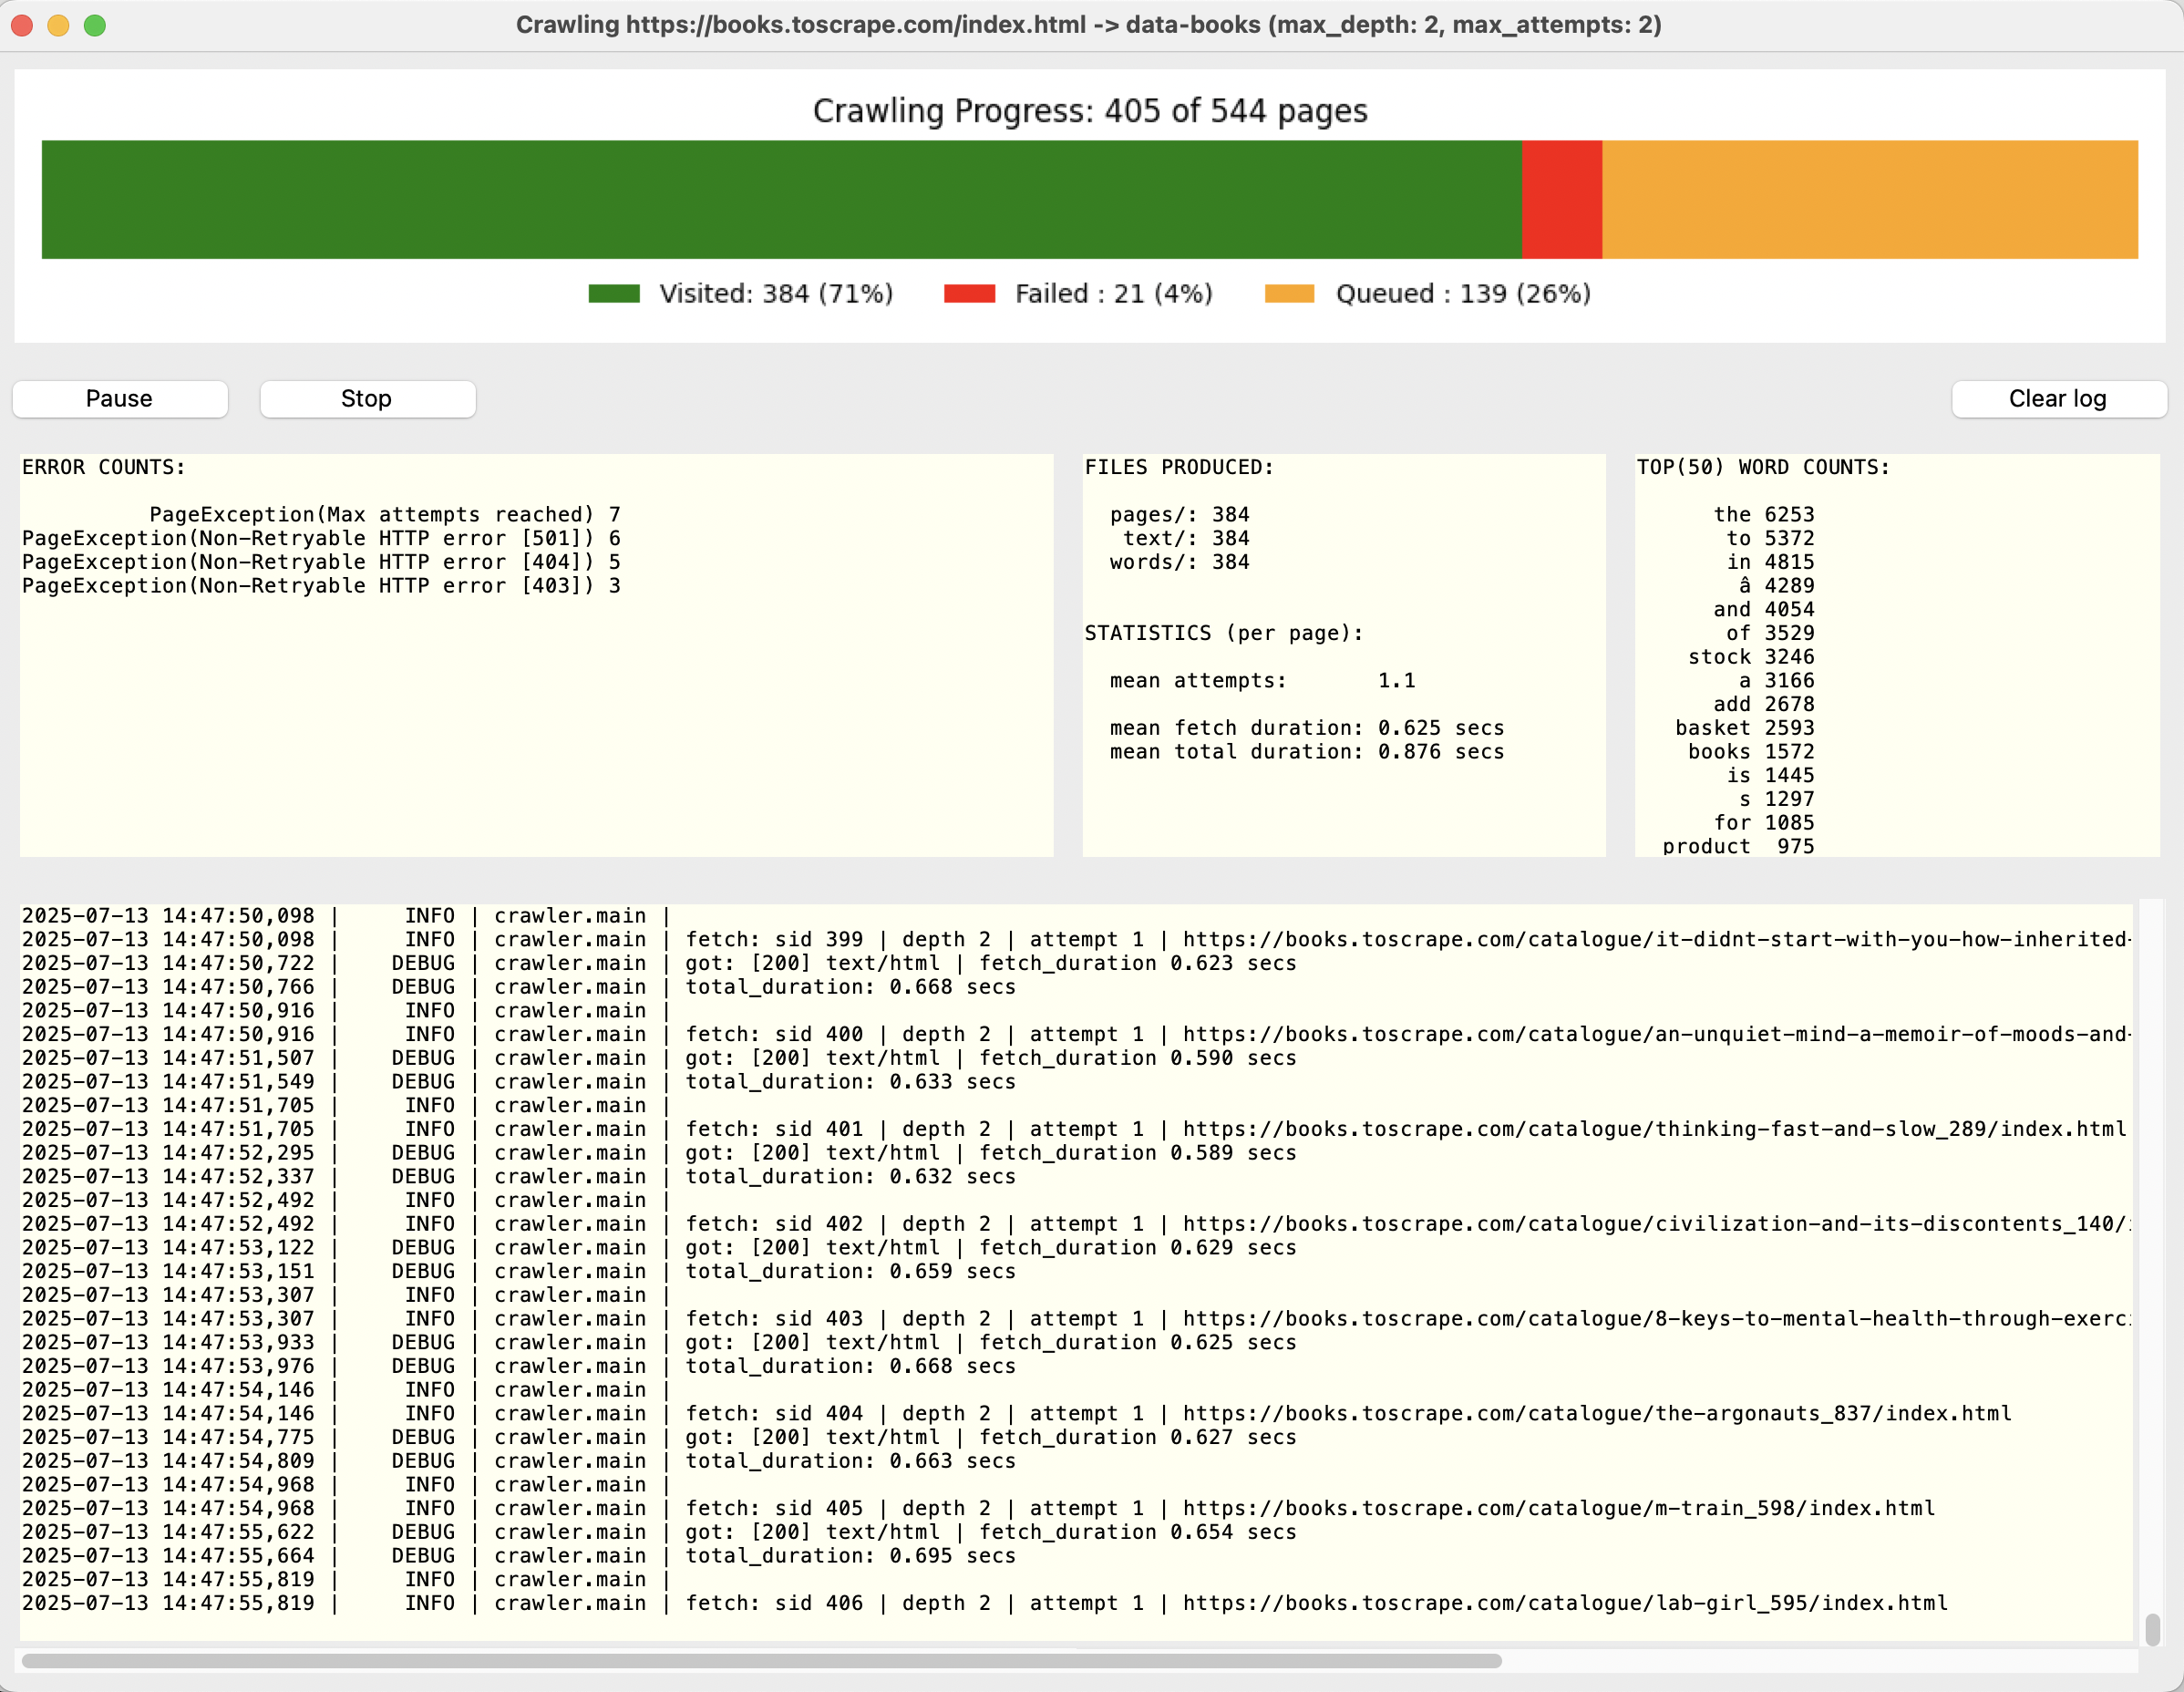 Crawling https://books.toscrape.com/index.html -> data-books (max_depth: 2, max_attempts: 2)
Crawling Progress: 405 of 544 pages
Visited: 384 (71%) Failed : 21 (4%) Queued : 139 (26%)
Pause Stop Clear log
ERROR COUNTS:
PageException(Max attempts reached) 7
PageException(Non-Retryable HTTP error [501]) 6
PageException(Non-Retryable HTTP error [404]) 5
PageException(Non-Retryable HTTP error [403]) 3
FILES PRODUCED:
pages/: 384
text/: 384
words/: 384
STATISTICS (per page):
mean attempts: 1.1
mean fetch duration: 0.625 secs
mean total duration: 0.876 secs
TOP(50) WORD COUNTS:
the 6253
to 5372
in 4815
â 4289
and 4054
of 3529
stock 3246
a 3166
add 2678
basket 2593
books 1572
is 1445
s 1297
for 1085
product 975
2025-07-13 14:47:50,098 | INFO | crawler.main |
2025-07-13 14:47:50,098 | INFO | crawler.main | fetch: sid 399 | depth 2 | attempt 1 | https://books.toscrape.com/catalogue/it-didnt-start-with-you-how-inherited-
2025-07-13 14:47:50,722 | DEBUG | crawler.main | got: [200] text/html | fetch_duration 0.623 secs
2025-07-13 14:47:50,766 | DEBUG | crawler.main | total_duration: 0.668 secs
2025-07-13 14:47:50,916 | INFO | crawler.main |
2025-07-13 14:47:50,916 | INFO | crawler.main | fetch: sid 400 | depth 2 | attempt 1 | https://books.toscrape.com/catalogue/an-unquiet-mind-a-memoir-of-moods-and-
2025-07-13 14:47:51,507 | DEBUG | crawler.main | got: [200] text/html | fetch_duration 0.590 secs
2025-07-13 14:47:51,549 | DEBUG | crawler.main | total_duration: 0.633 secs
2025-07-13 14:47:51,705 | INFO | crawler.main |
2025-07-13 14:47:51,705 | INFO | crawler.main | fetch: sid 401 | depth 2 | attempt 1 | https://books.toscrape.com/catalogue/thinking-fast-and-slow_289/index.html
2025-07-13 14:47:52,295 | DEBUG | crawler.main | got: [200] text/html | fetch_duration 0.589 secs
2025-07-13 14:47:52,337 | DEBUG | crawler.main | total_duration: 0.632 secs
2025-07-13 14:47:52,492 | INFO | crawler.main |
2025-07-13 14:47:52,492 | INFO | crawler.main | fetch: sid 402 | depth 2 | attempt 1 | https://books.toscrape.com/catalogue/civilization-and-its-discontents_140/i
2025-07-13 14:47:53,122 | DEBUG | crawler.main | got: [200] text/html | fetch_duration 0.629 secs
2025-07-13 14:47:53,151 | DEBUG | crawler.main | total_duration: 0.659 secs
2025-07-13 14:47:53,307 | INFO | crawler.main |
2025-07-13 14:47:53,307 | INFO | crawler.main | fetch: sid 403 | depth 2 | attempt 1 | https://books.toscrape.com/catalogue/8-keys-to-mental-health-through-exerci
2025-07-13 14:47:53,933 | DEBUG | crawler.main | got: [200] text/html | fetch_duration 0.625 secs
2025-07-13 14:47:53,976 | DEBUG | crawler.main | total_duration: 0.668 secs
2025-07-13 14:47:54,146 | INFO | crawler.main |
2025-07-13 14:47:54,146 | INFO | crawler.main | fetch: sid 404 | depth 2 | attempt 1 | https://books.toscrape.com/catalogue/the-argonauts_837/index.html
2025-07-13 14:47:54,775 | DEBUG | crawler.main | got: [200] text/html | fetch_duration 0.627 secs
2025-07-13 14:47:54,809 | DEBUG | crawler.main | total_duration: 0.663 secs
2025-07-13 14:47:54,968 | INFO | crawler.main |
2025-07-13 14:47:54,968 | INFO | crawler.main | fetch: sid 405 | depth 2 | attempt 1 | https://books.toscrape.com/catalogue/m-train_598/index.html
2025-07-13 14:47:55,622 | DEBUG | crawler.main | got: [200] text/html | fetch_duration 0.654 secs
2025-07-13 14:47:55,664 | DEBUG | crawler.main | total_duration: 0.695 secs
2025-07-13 14:47:55,819 | INFO | crawler.main |
2025-07-13 14:47:55,819 | INFO | crawler.main | fetch: sid 406 | depth 2 | attempt 1 | https://books.toscrape.com/catalogue/lab-girl_595/index.html